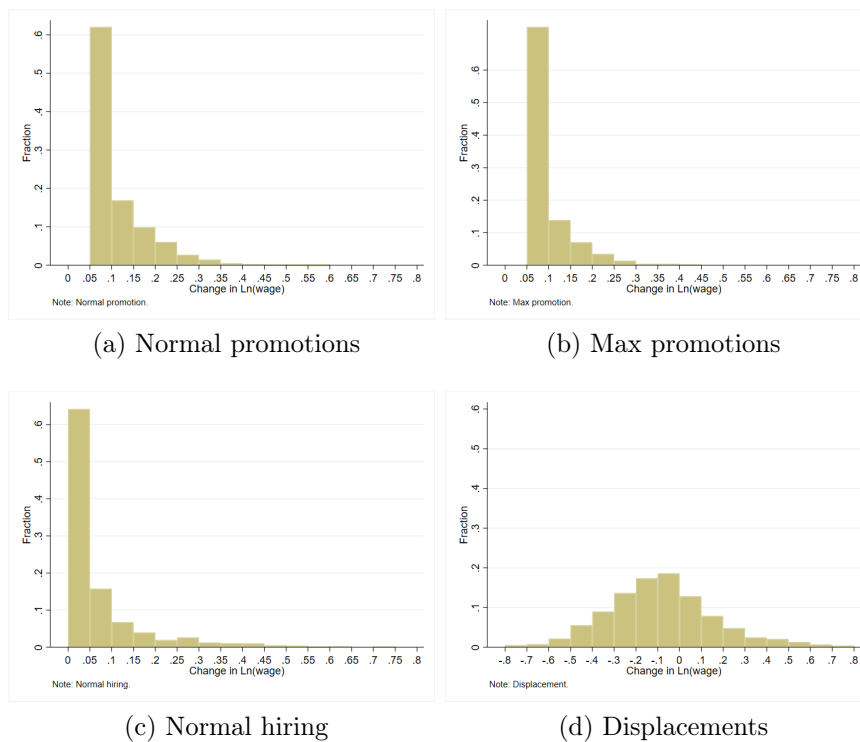 Fraction
0 .1 .2 .3 .4 .5 .6
0 .05 .1 .15 .2 .25 .3 .35 .4 .45 .5 .55 .6 .65 .7 .75 .8
Change in Ln(wage)
Note: Normal promotion.
(a) Normal promotions
Fraction
0 .1 .2 .3 .4 .5 .6
0 .05 .1 .15 .2 .25 .3 .35 .4 .45 .5 .55 .6 .65 .7 .75 .8
Change in Ln(wage)
Note: Max promotion.
(b) Max promotions
Fraction
0 .1 .2 .3 .4 .5 .6
0 .05 .1 .15 .2 .25 .3 .35 .4 .45 .5 .55 .6 .65 .7 .75 .8
Change in Ln(wage)
Note: Normal hiring.
(c) Normal hiring
Fraction
0 .1 .2 .3 .4 .5 .6
-.8 -.7 -.6 -.5 -.4 -.3 -.2 -.1 0 .1 .2 .3 .4 .5 .6 .7 .8
Change in Ln(wage)
Note: Displacement.
(d) Displacements